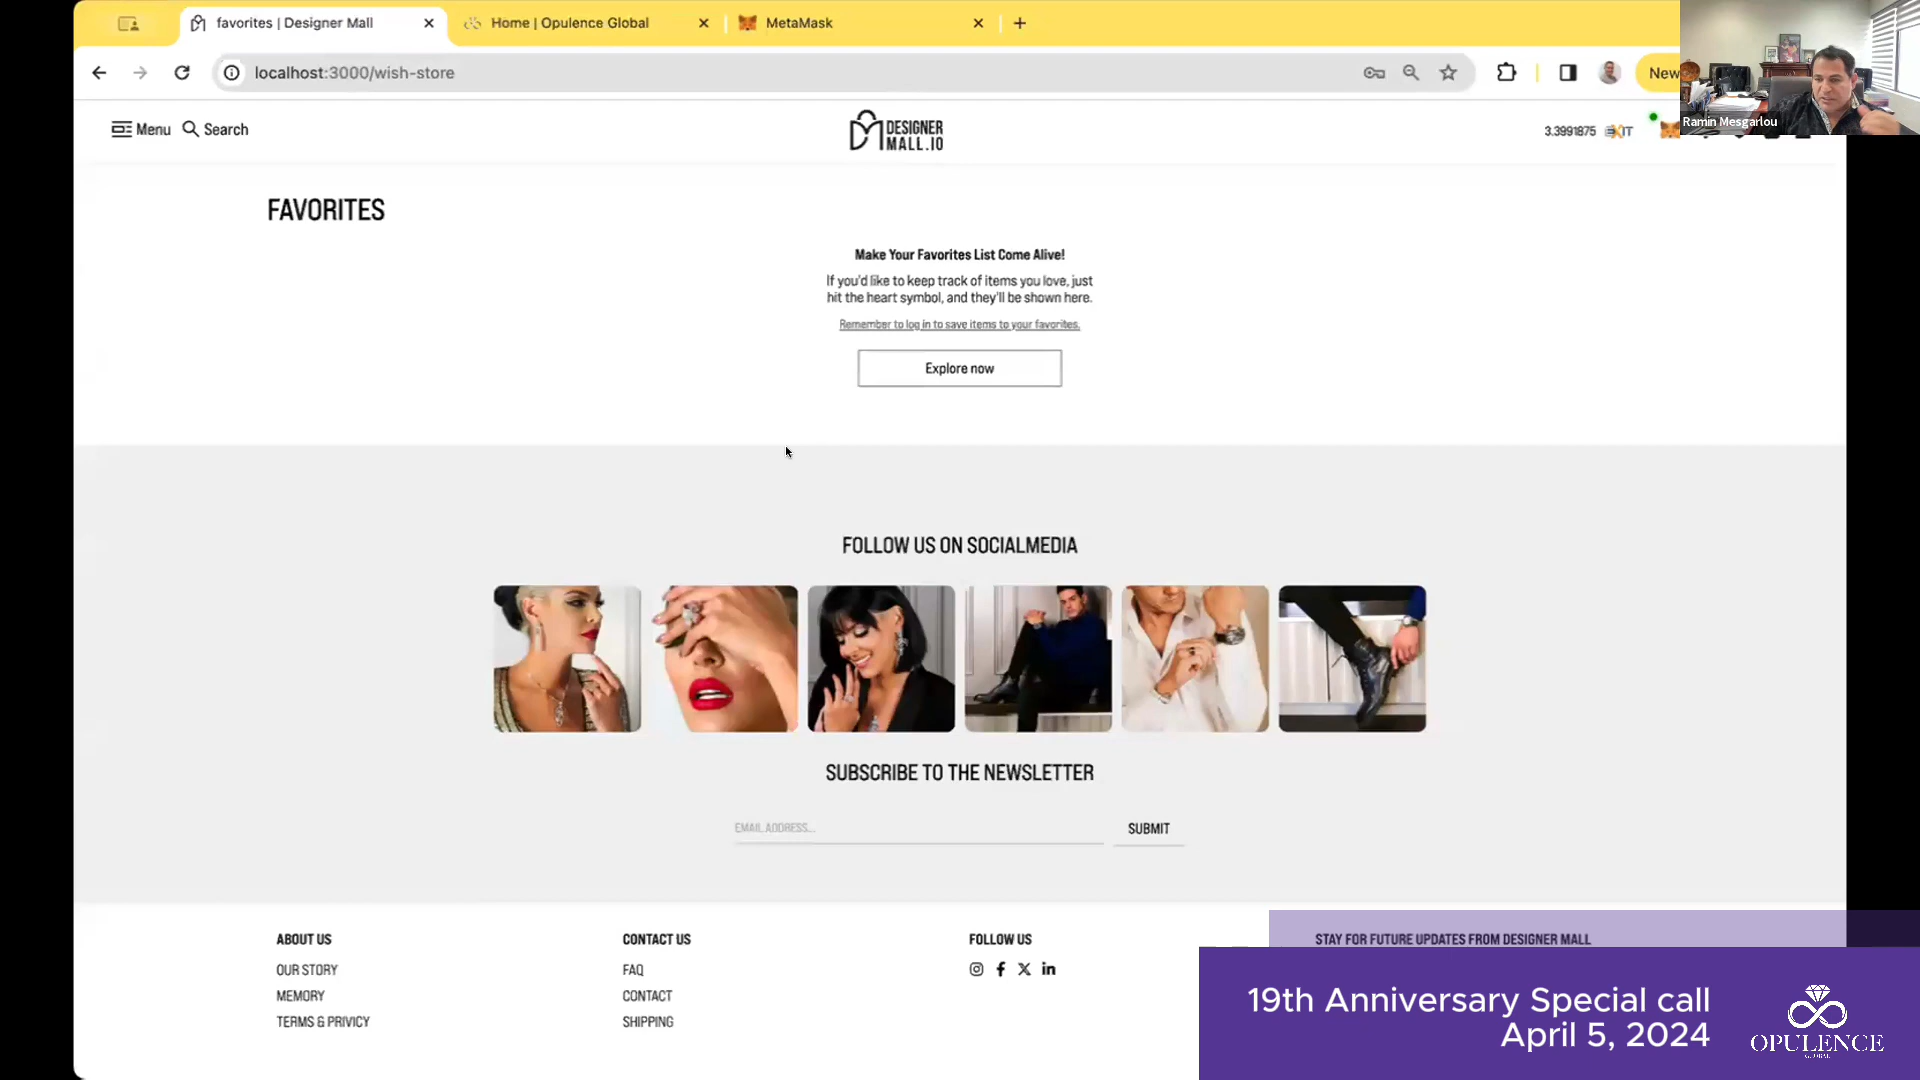 favorites | Designer Mall
Home | Opulence Global
MetaMask
localhost:3000/wish-store
New
Ramin Mesgarlou
Menu
Search
DESIGNER
MALL.IO
3.3991875
FAVORITES
Make Your Favorites List Come Alive!
If you'd like to keep track of items you love, just
hit the heart symbol, and they'll be shown here.
Remember to log in to save items to your favorites.
Explore now
FOLLOW US ON SOCIALMEDIA
SUBSCRIBE TO THE NEWSLETTER
EMAIL ADDRESS...
SUBMIT
ABOUT US
OUR STORY
MEMORY
TERMS & PRIVICY
CONTACT US
FAQ
CONTACT
SHIPPING
FOLLOW US
STAY FOR FUTURE UPDATES FROM DESIGNER MALL
19th Anniversary Special call
April 5, 2024
OPULENCE
GLOBAL